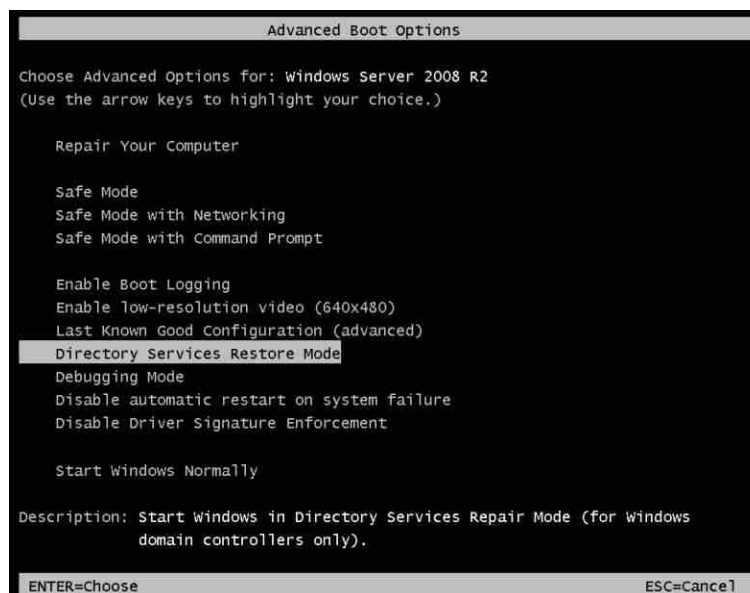 Advanced Boot Options
Choose Advanced Options for: Windows Server 2008 R2
(Use the arrow keys to highlight your choice.)
Repair Your Computer
Safe Mode
Safe Mode with Networking
Safe Mode with Command Prompt
Enable Boot Logging
Enable low-resolution video (640x480)
Last Known Good Configuration (advanced)
Directory Services Restore Mode
Debugging Mode
Disable automatic restart on system failure
Disable Driver Signature Enforcement
Start Windows Normally
Description: Start Windows in Directory Services Repair Mode (for Windows
domain controllers only).
ENTER=Choose ESC=Cancel